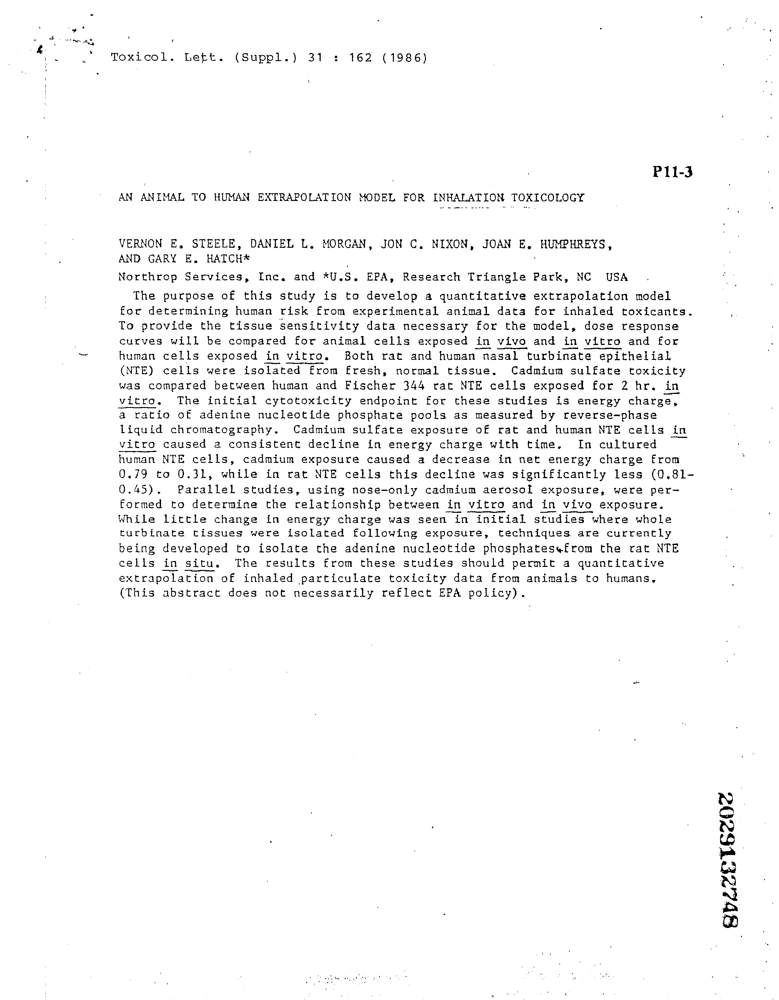 Toxicol. Lett. (Suppl.) 31 : 162 (1986)
P11-3
AN ANIMAL TO HUMAN EXTRAPOLATION MODEL FOR INHALATION TOXICOLOGY
VERNON E. STEELE, DANIEL L. MORGAN, JON C. NIXON, JOAN E. HUMPHREYS,
AND GARY E. HATCH*
Northrop Services, Inc. and *U.S. EPA, Research Triangle Park, NC USA
The purpose of this study is to develop a quantitative extrapolation model
for determining human risk from experimental animal data for inhaled toxicants.
To provide the tissue sensitivity data necessary for the model, dose response
curves will be compared for animal cells exposed in vivo and in vitro and for
human cells exposed in vitro. Both rat and human nasal turbinate epithelial
(NTE) cells were isolated from fresh, normal tissue. Cadmium sulfate toxicity
was compared between human and Fischer 344 rat NTE cells exposed for 2 hr. in
vitro. The initial cytotoxicity endpoint for these studies is energy charge,
a ratio of adenine nucleotide phosphate pools as measured by reverse-phase
liquid chromatography. Cadmium sulfate exposure of rat and human NTE cells in
vitro caused a consistent decline in energy charge with time. In cultured
human NTE cells, cadmium exposure caused a decrease in net energy charge from
0.79 to 0.31, while in rat NTE cells this decline was significantly less (0.81-
0.45). Parallel studies, using nose-only cadmium aerosol exposure, were per-
formed to determine the relationship between in vitro and in vivo exposure.
While little change in energy charge was seen in initial studies where whole
turbinate tissues were isolated following exposure, techniques are currently
being developed to isolate the adenine nucleotide phosphates from the rat NTE
cells in situ. The results from these studies should permit a quantitative
extrapolation of inhaled particulate toxicity data from animals to humans.
(This abstract does not necessarily reflect EPA policy).
2029132748